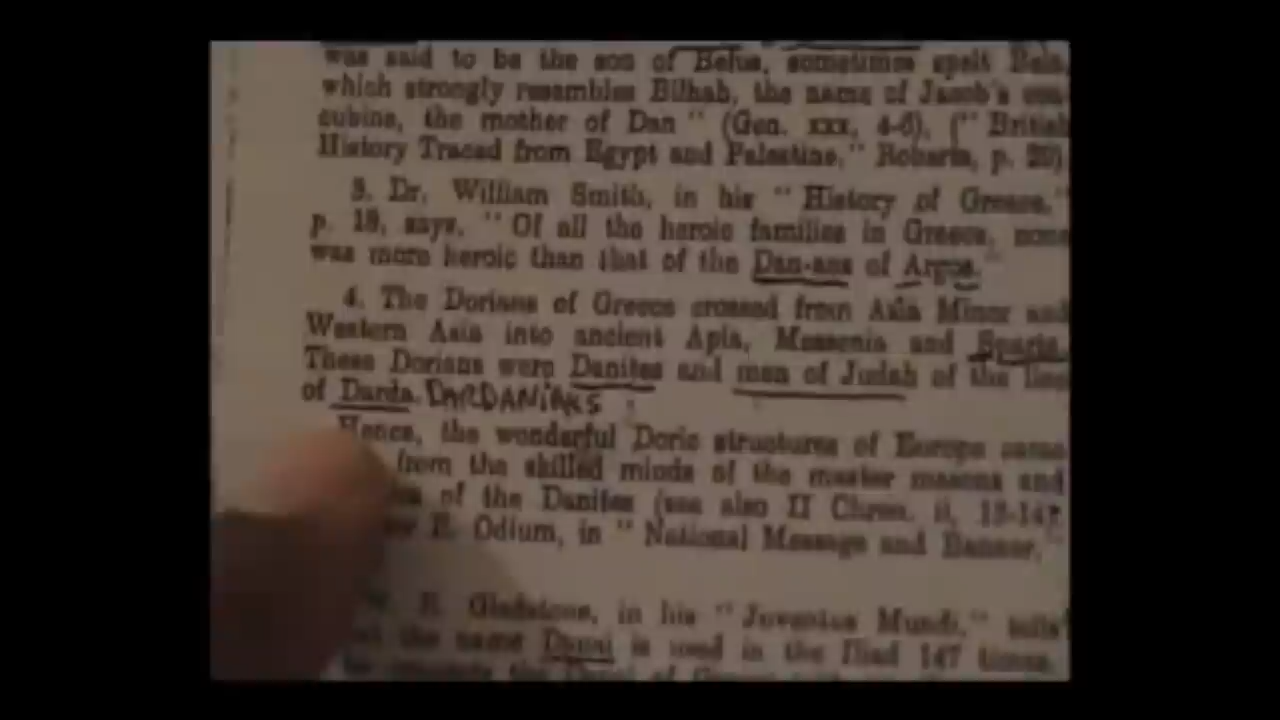 was said to be the son of Belus, sometimes spelt Bela,
which strongly resembles Bilhah, the name of Jacob's con-
cubine, the mother of Dan " (Gen. xxx, 4-6). (" British
History Traced from Egypt and Palestine," Roberts, p. 20)
3. Dr. William Smith, in his " History of Greece,"
p. 18, says, " Of all the heroic families in Greece, none
was more heroic than that of the Dan-ans of Argos."
4. The Dorians of Greece crossed from Asia Minor and
Western Asia into ancient Apia, Messenia and Sparta.
These Dorians were Danites and men of Judah of the line
of Darda. DARDANIANS
Hence, the wonderful Doric structures of Europe came
from the skilled minds of the master masons and
of the Danites (see also II Chron. ii, 13-14).
E. Odlum, in " National Message and Banner,"
E. Gladstone, in his " Juventus Mundi," tells
the name Danai is used in the Iliad 147 times,